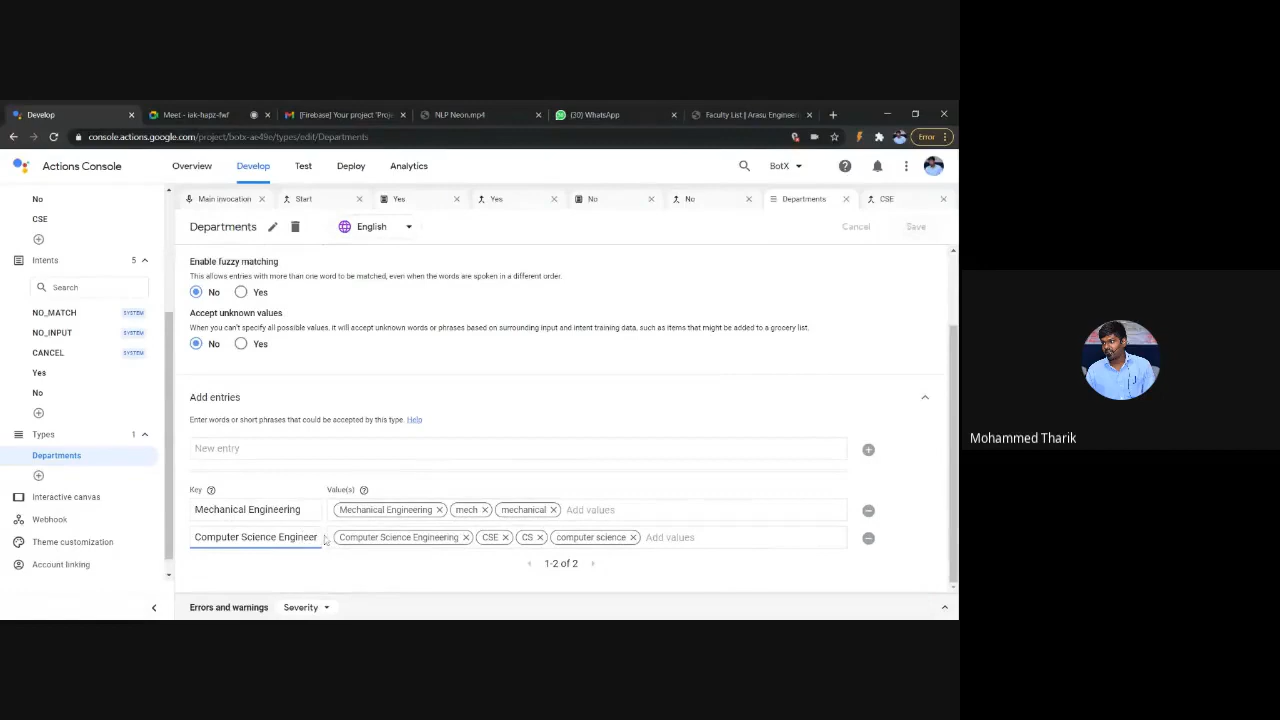 Develop
Meet - iak-hapz-fwf
[Firebase] Your project 'Proje
NLP Neon.mp4
(30) WhatsApp
Faculty List | Arasu Engineeri
console.actions.google.com/project/botx-ae49e/types/edit/Departments
Error
Actions Console
Overview
Develop
Test
Deploy
Analytics
BotX
No
CSE
Intents 5
Search
NO_MATCH SYSTEM
NO_INPUT SYSTEM
CANCEL SYSTEM
Yes
No
Types 1
Departments
Interactive canvas
Webhook
Theme customization
Account linking
Main invocation
Start
Yes
Yes
No
No
Departments
CSE
Departments
English
Cancel
Save
Enable fuzzy matching
This allows entries with more than one word to be matched, even when the words are spoken in a different order.
No Yes
Accept unknown values
When you can't specify all possible values, it will accept unknown words or phrases based on surrounding input and intent training data, such as items that might be added to a grocery list.
No Yes
Add entries
Enter words or short phrases that could be accepted by this type. Help
New entry
Key Value(s)
Mechanical Engineering Mechanical Engineering mech mechanical Add values
Computer Science Engineer Computer Science Engineering CSE CS computer science Add values
1-2 of 2
Errors and warnings Severity
Mohammed Tharik